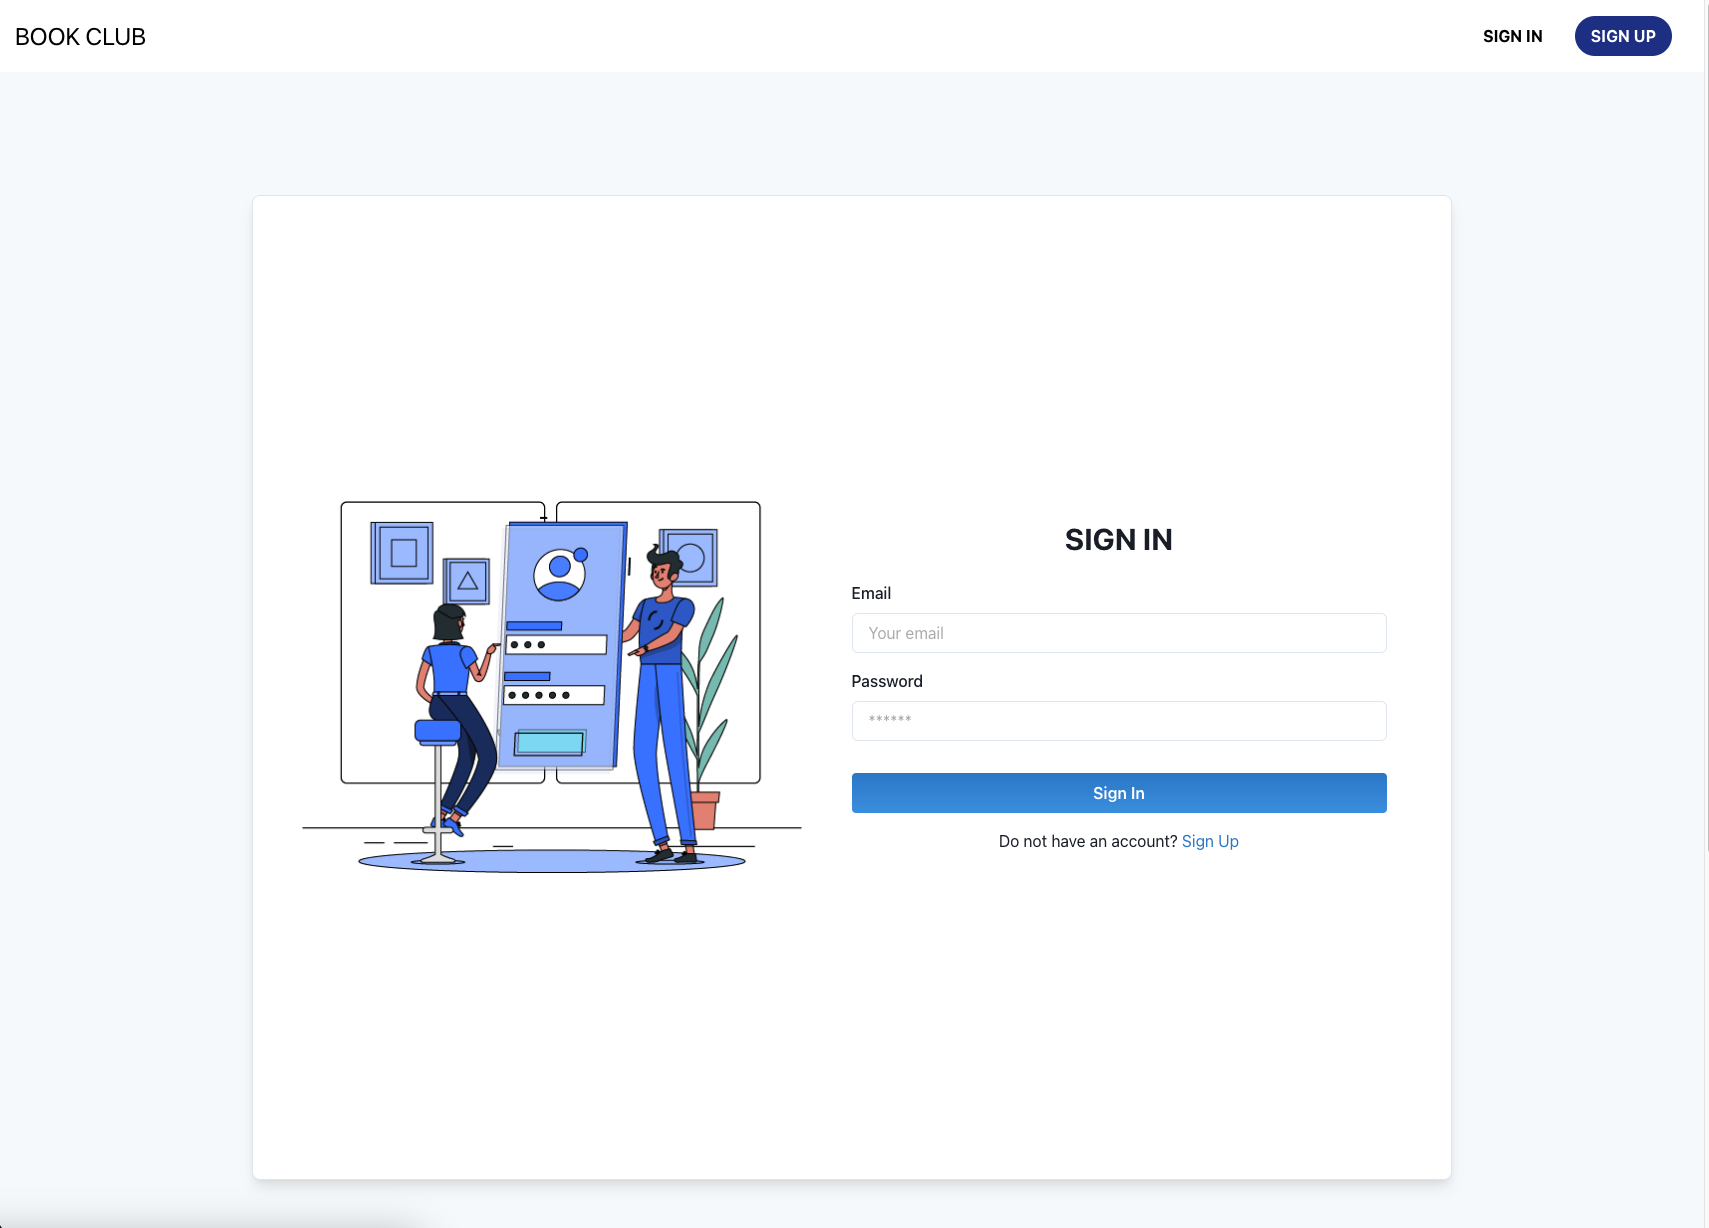 BOOK CLUB
SIGN IN
SIGN UP
SIGN IN
Email
Your email
Password
******
Sign In
Do not have an account? Sign Up